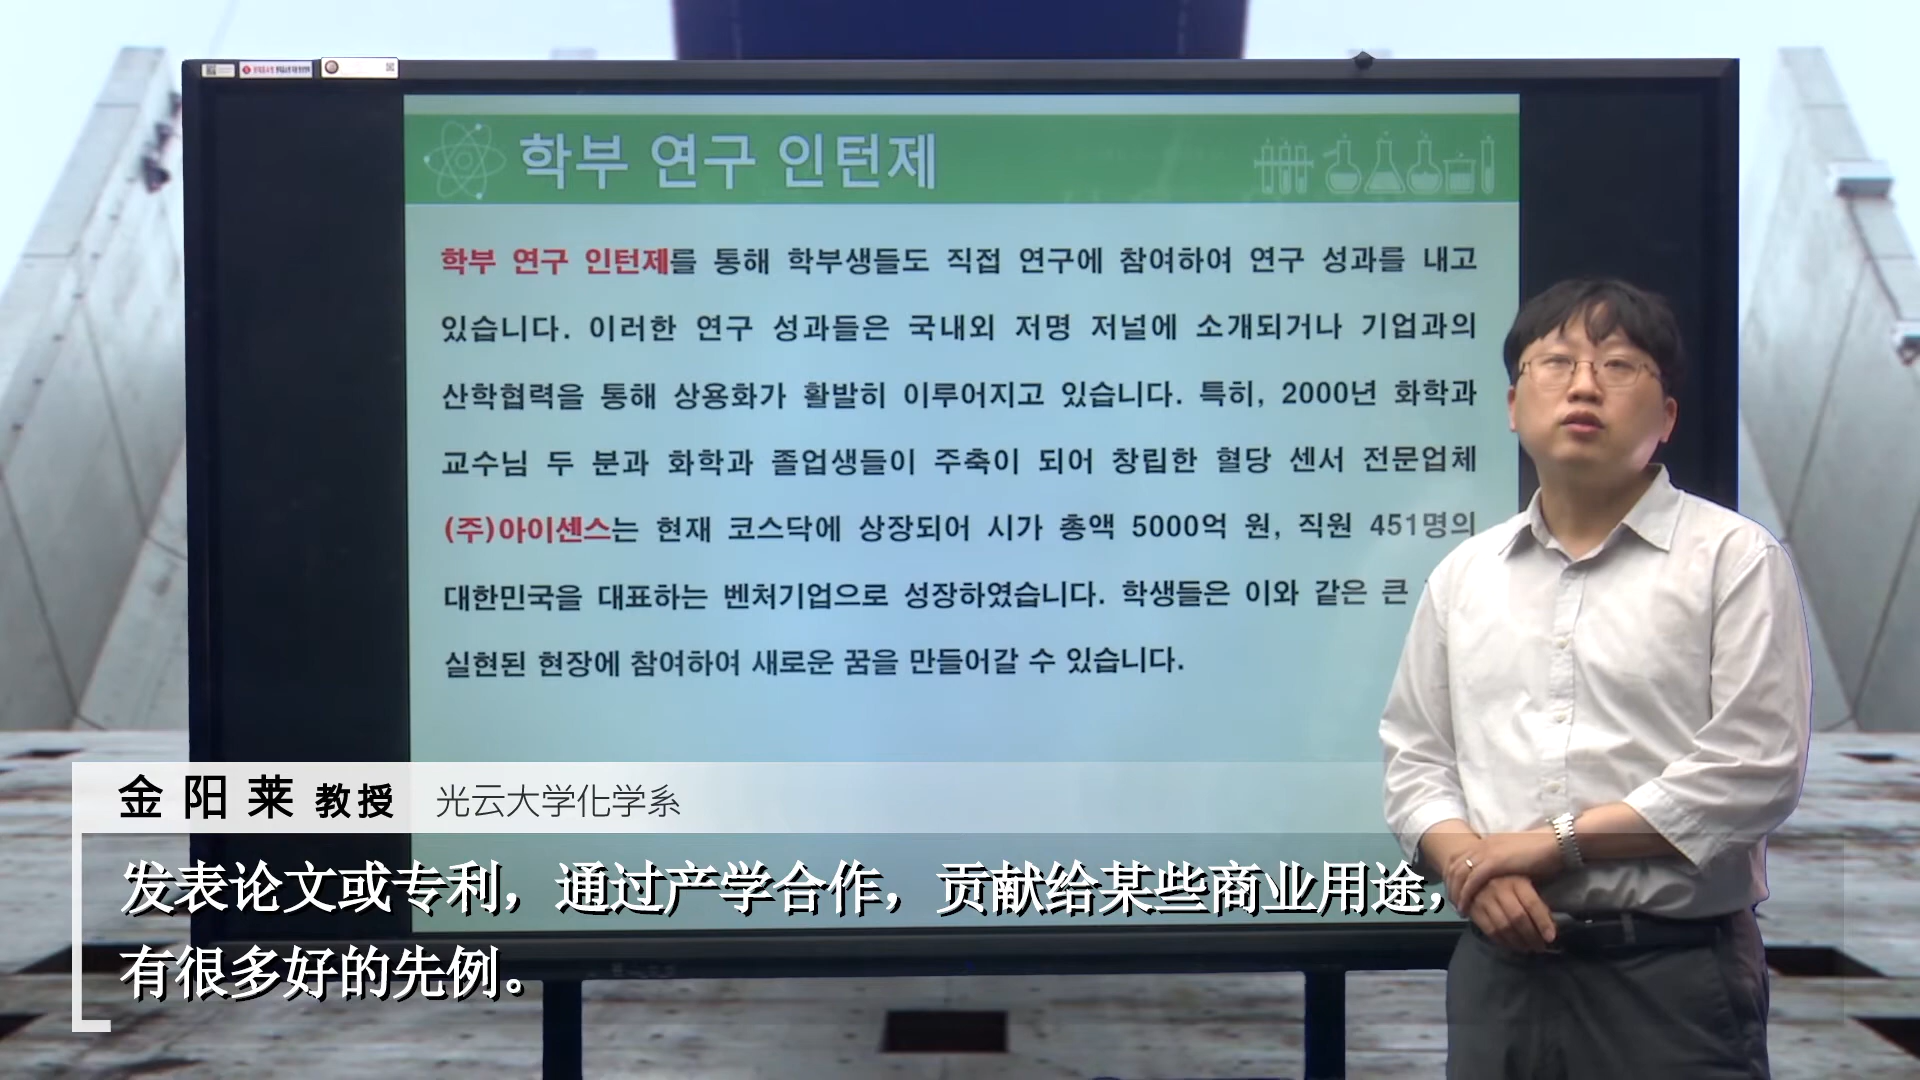 학부 연구 인턴제
학부 연구 인턴제를 통해 학부생들도 직접 연구에 참여하여 연구 성과를 내고
있습니다. 이러한 연구 성과들은 국내외 저명 저널에 소개되거나 기업과의
산학협력을 통해 상용화가 활발히 이루어지고 있습니다. 특히, 2000년 화학과
교수님 두 분과 화학과 졸업생들이 주축이 되어 창립한 혈당 센서 전문업체
(주)아이센스는 현재 코스닥에 상장되어 시가 총액 5000억 원, 직원 451명의
대한민국을 대표하는 벤처기업으로 성장하였습니다. 학생들은 이와 같은 큰
실현된 현장에 참여하여 새로운 꿈을 만들어갈 수 있습니다.
金阳莱 教授 光云大学化学系
发表论文或专利，通过产学合作，贡献给某些商业用途，
有很多好的先例。